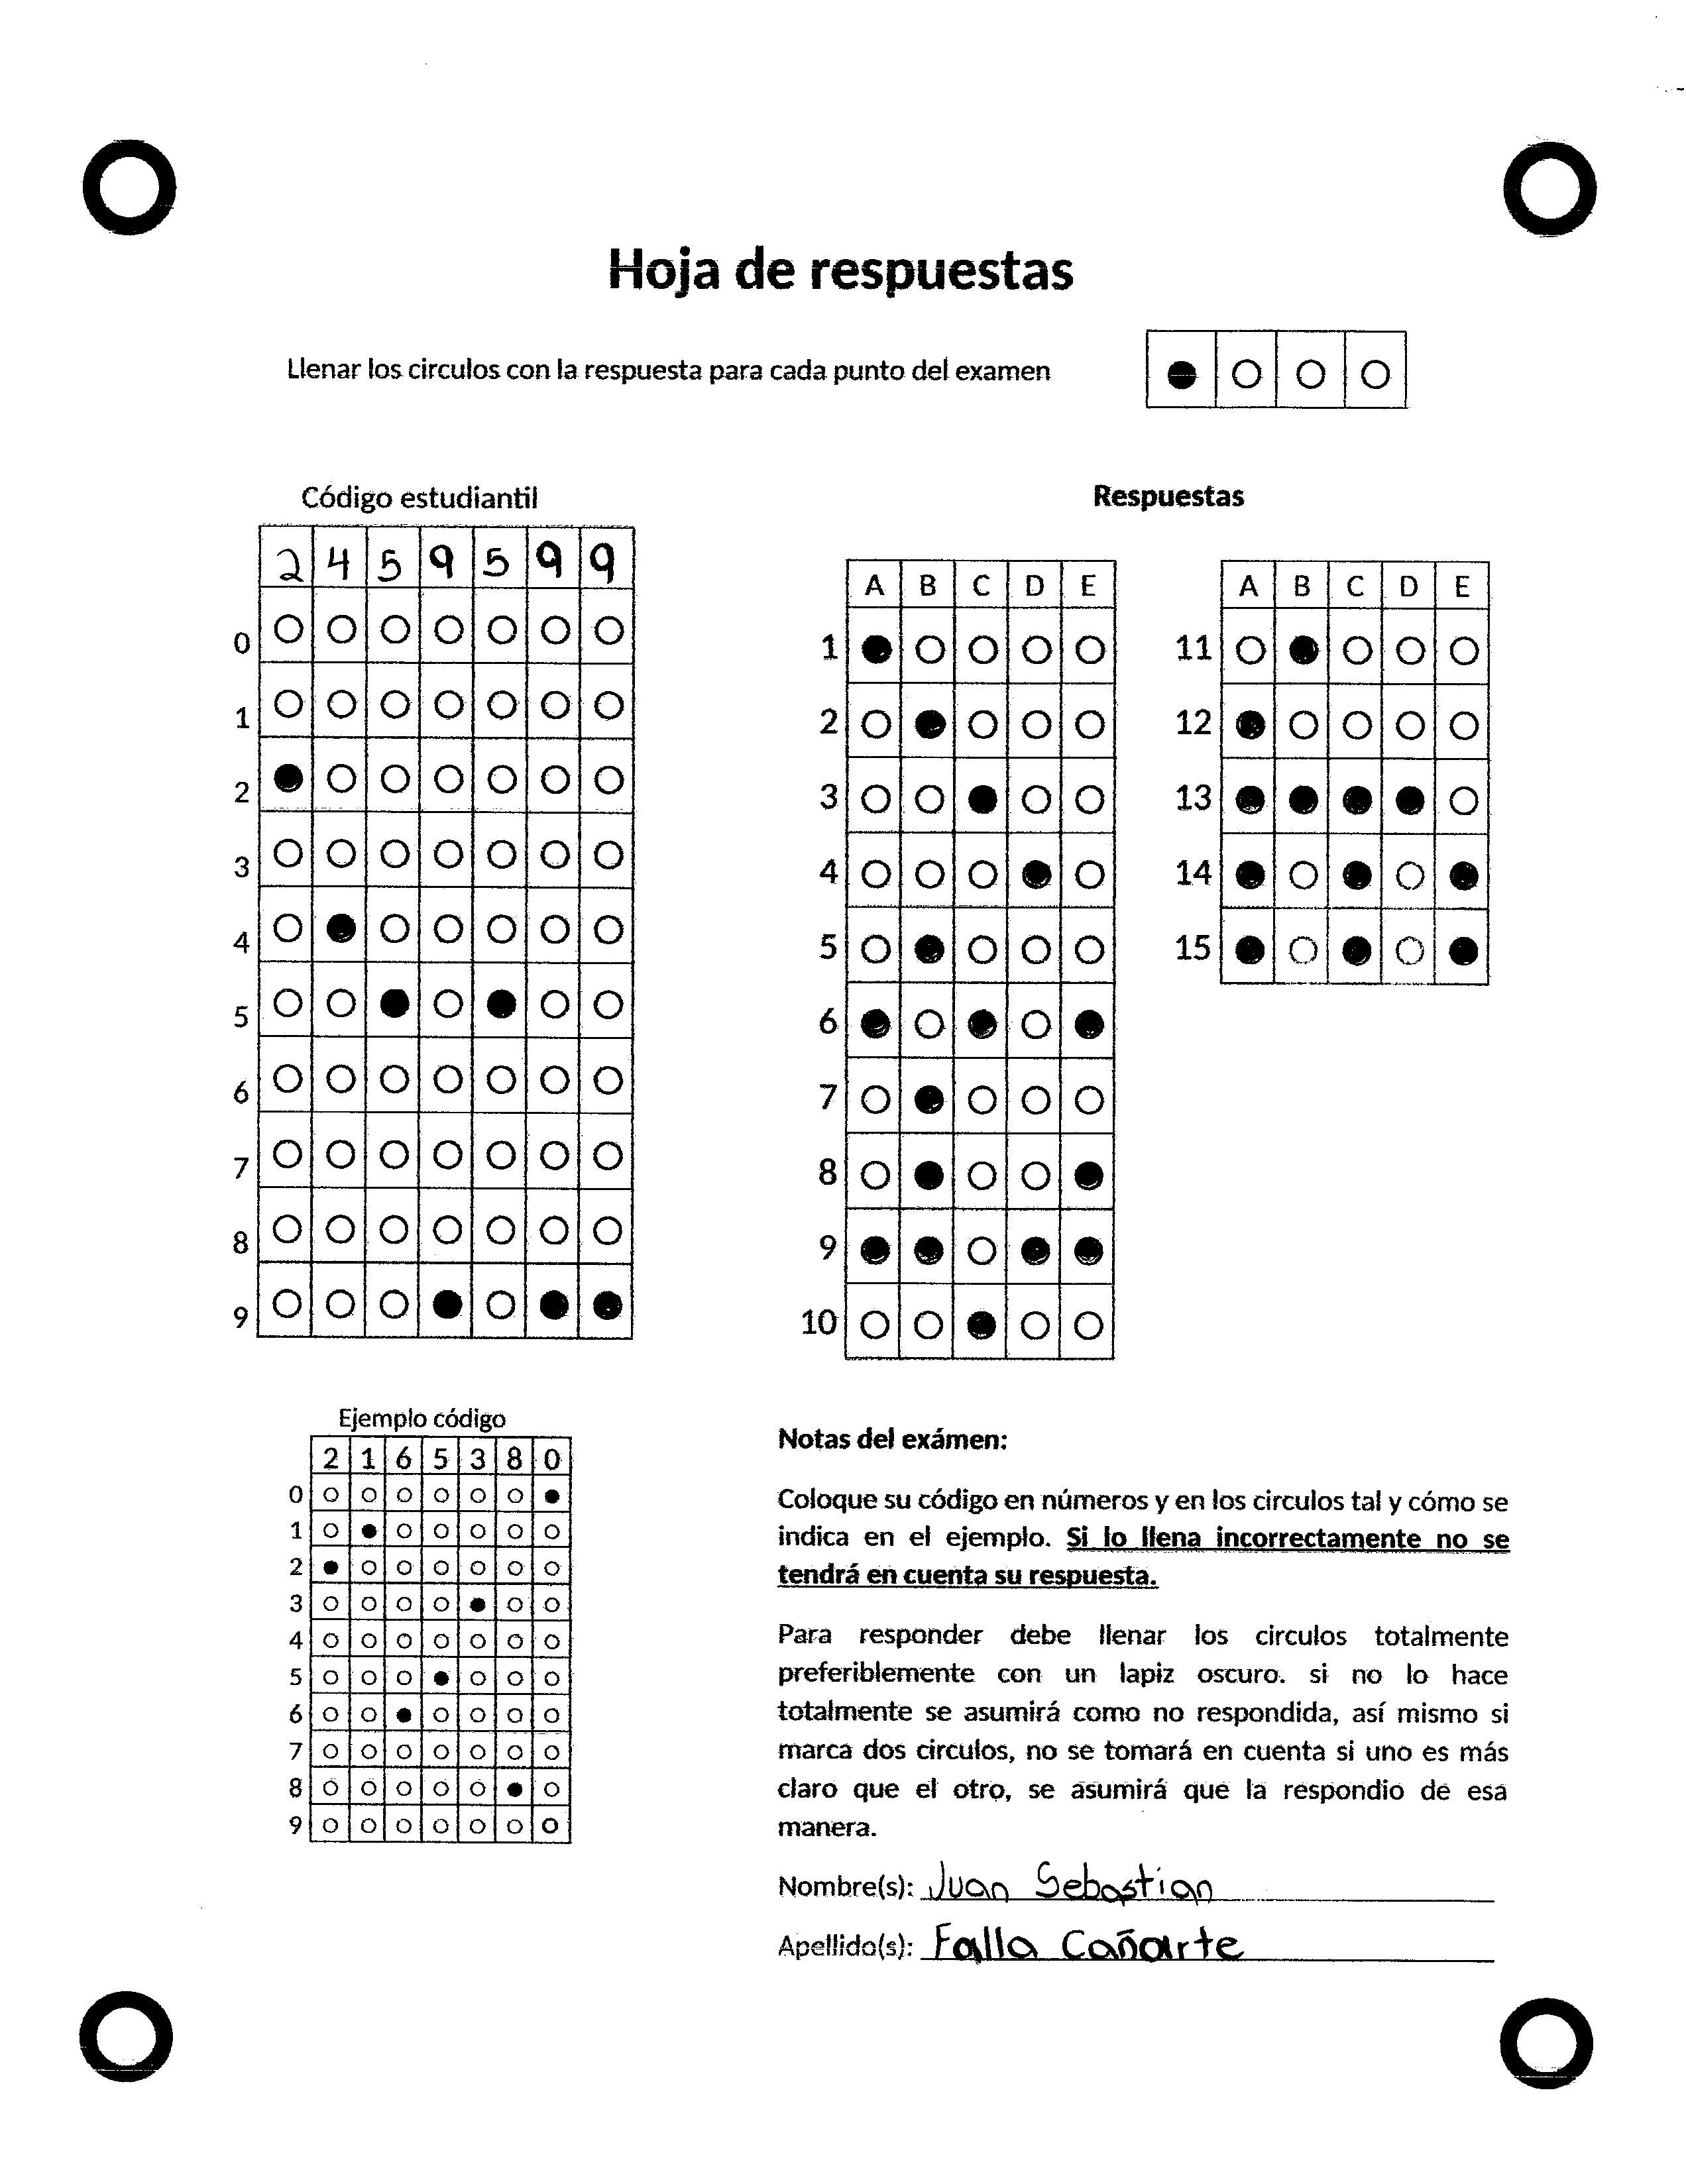 Hoja de respuestas
Llenar los circulos con la respuesta para cada punto del examen
Código estudiantil
2 4 5 9 5 9 9
0
1
2
3
4
5
6
7
8
9
Respuestas
A B C D E
1
2
3
4
5
6
7
8
9
10
A B C D E
11
12
13
14
15
Ejemplo código
2 1 6 5 3 8 0
0
1
2
3
4
5
6
7
8
9
Notas del exámen:
Coloque su código en números y en los circulos tal y cómo se
indica en el ejemplo. Si lo llena incorrectamente no se
tendrá en cuenta su respuesta.
Para responder debe llenar los circulos totalmente
preferiblemente con un lapiz oscuro. si no lo hace
totalmente se asumirá como no respondida, así mismo si
marca dos circulos, no se tomará en cuenta si uno es más
claro que el otro, se asumirá que la respondio de esa
manera.
Nombre(s): Juan Sebastian
Apellido(s): Falla Cañarte